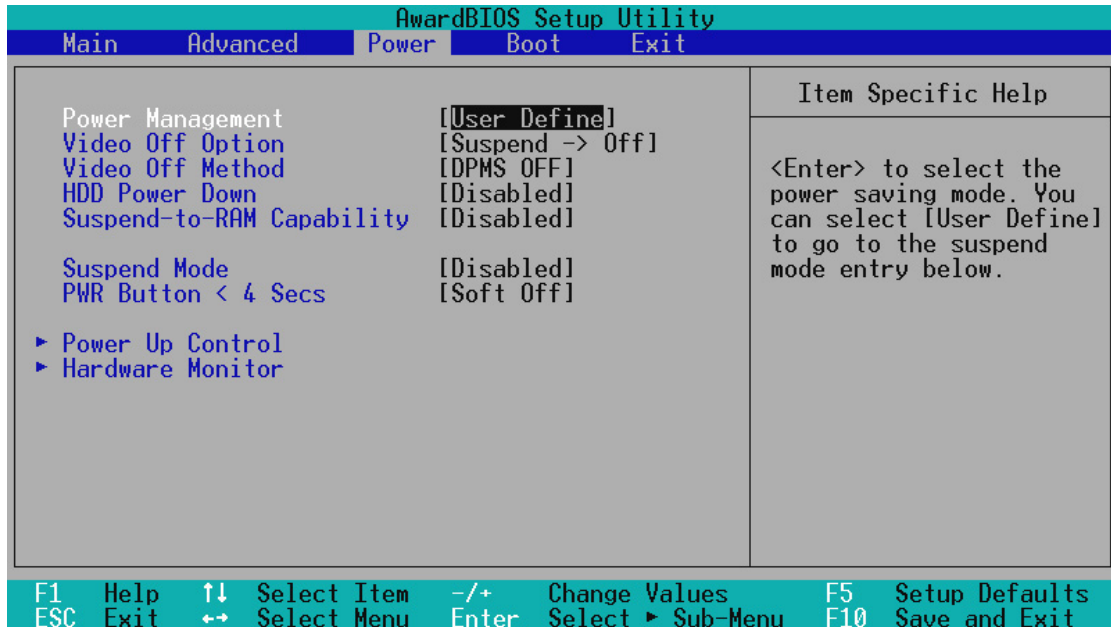 AwardBIOS Setup Utility
Main Advanced Power Boot Exit
Power Management [User Define]
Video Off Option [Suspend -> Off]
Video Off Method [DPMS OFF]
HDD Power Down [Disabled]
Suspend-to-RAM Capability [Disabled]
Suspend Mode [Disabled]
PWR Button < 4 Secs [Soft Off]
► Power Up Control
► Hardware Monitor
Item Specific Help
<Enter> to select the
power saving mode. You
can select [User Define]
to go to the suspend
mode entry below.
F1 Help ↑↓ Select Item -/+ Change Values F5 Setup Defaults
ESC Exit ←→ Select Menu Enter Select ► Sub-Menu F10 Save and Exit